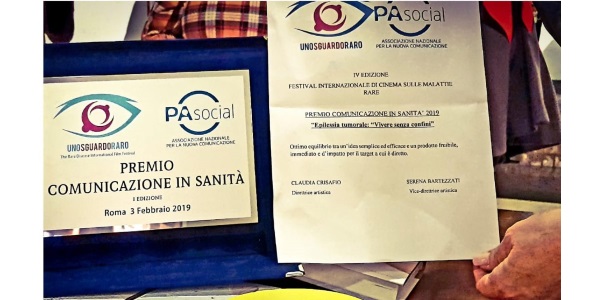 UNOSGUARDORARO
The Rare Disease International Film Festival
PAsocial
ASSOCIAZIONE NAZIONALE
PER LA NUOVA COMUNICAZIONE
PREMIO
COMUNICAZIONE IN SANITÀ
I EDIZIONE
Roma 3 Febbraio 2019
UNOSGUARDORARO
PAsocial
ASSOCIAZIONE NAZIONALE
PER LA NUOVA COMUNICAZIONE
IV EDIZIONE
FESTIVAL INTERNAZIONALE DI CINEMA SULLE MALATTIE
RARE
PREMIO COMUNICAZIONE IN SANITA' 2019
"Epilessia tumorale: "Vivere senza confini"
Ottimo equilibrio tra un'idea semplice ed efficace e un prodotto fruibile,
immediato e d'impatto per il target a cui è diretto.
CLAUDIA CRISAFIO
Direttrice artistica
SERENA BARTEZZATI
Vice-direttrice artistica